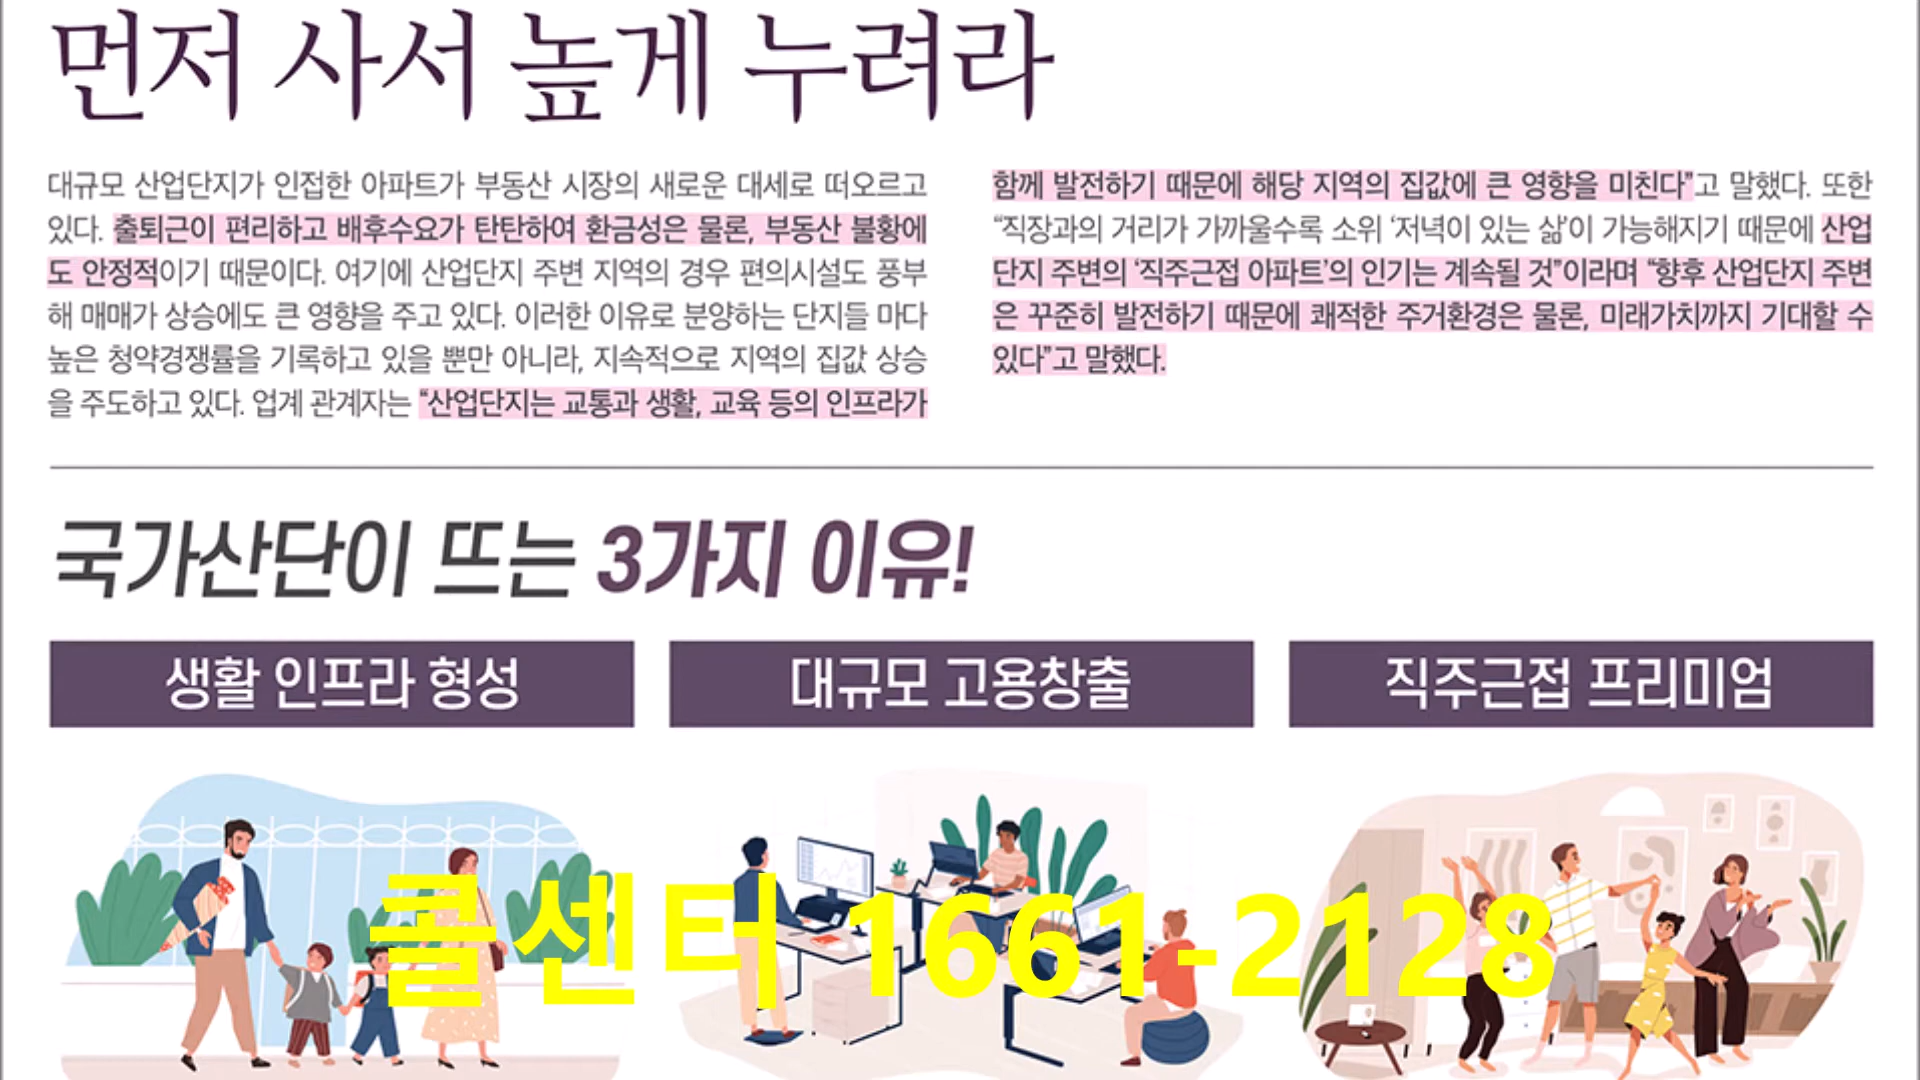 먼저 사서 높게 누려라
대규모 산업단지가 인접한 아파트가 부동산 시장의 새로운 대세로 떠오르고
있다. 출퇴근이 편리하고 배후수요가 탄탄하여 환금성은 물론, 부동산 불황에
도 안정적이기 때문이다. 여기에 산업단지 주변 지역의 경우 편의시설도 풍부
해 매매가 상승에도 큰 영향을 주고 있다. 이러한 이유로 분양하는 단지들 마다
높은 청약경쟁률을 기록하고 있을 뿐만 아니라, 지속적으로 지역의 집값 상승
을 주도하고 있다. 업계 관계자는 “산업단지는 교통과 생활, 교육 등의 인프라가
함께 발전하기 때문에 해당 지역의 집값에 큰 영향을 미친다”고 말했다. 또한
“직장과의 거리가 가까울수록 소위 ‘저녁이 있는 삶’이 가능해지기 때문에 산업
단지 주변의 ‘직주근접 아파트’의 인기는 계속될 것”이라며 “향후 산업단지 주변
은 꾸준히 발전하기 때문에 쾌적한 주거환경은 물론, 미래가치까지 기대할 수
있다”고 말했다.
국가산단이 뜨는 3가지 이유!
생활 인프라 형성
대규모 고용창출
직주근접 프리미엄
콜센터 1661-2128